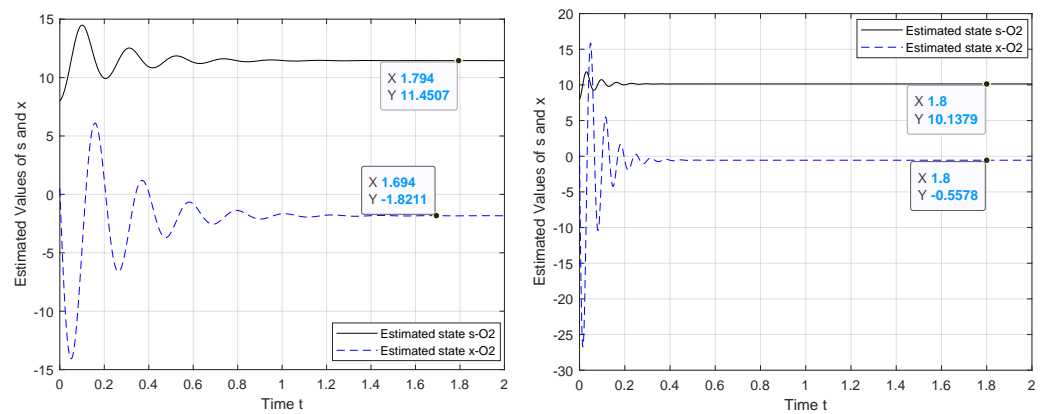 15
10
5
0
-5
-10
-15
Estimated Values of s and x
X 1.794
Y 11.4507
X 1.694
Y -1.8211
Estimated state s-O2
Estimated state x-O2
0 0.2 0.4 0.6 0.8 1 1.2 1.4 1.6 1.8 2
Time t
20
15
10
5
0
-5
-10
-15
-20
-25
-30
Estimated Values of s and x
Estimated state s-O2
Estimated state x-O2
X 1.8
Y 10.1379
X 1.8
Y -0.5578
0 0.2 0.4 0.6 0.8 1 1.2 1.4 1.6 1.8 2
Time t